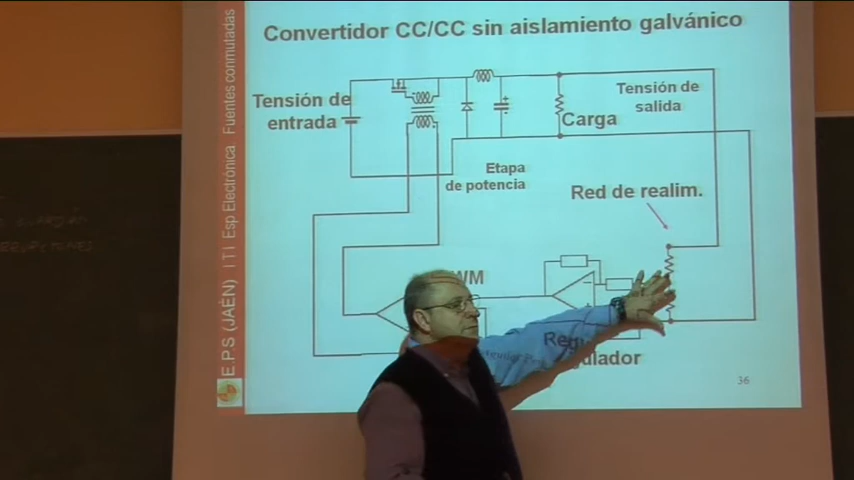 Convertidor CC/CC sin aislamiento galvánico
Tensión de
entrada
Tensión de
salida
Carga
Etapa
de potencia
Red de realim.
WM
Regulador
36
E.P.S (JAÉN) ITI Esp Electrónica Fuentes conmutadas